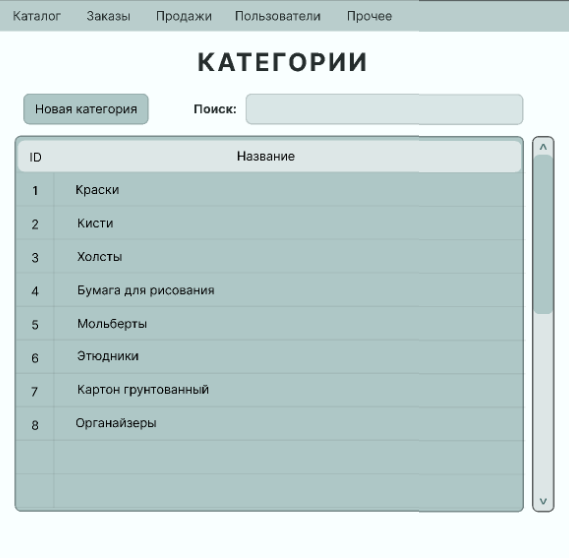 Каталог Заказы Продажи Пользователи Прочее
КАТЕГОРИИ
Новая категория Поиск:
ID Название
1 Краски
2 Кисти
3 Холсты
4 Бумага для рисования
5 Мольберты
6 Этюдники
7 Картон грунтованный
8 Органайзеры